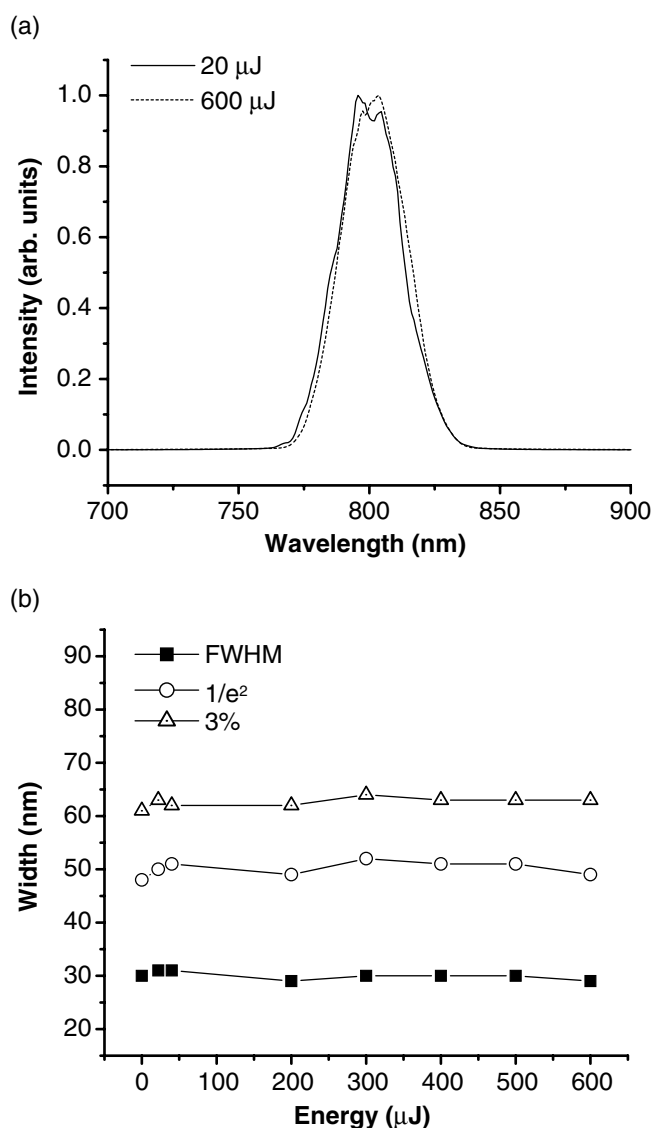 (a)
20 μJ
600 μJ
1.0
0.8
0.6
0.4
0.2
0.0
Intensity (arb. units)
700 750 800 850 900
Wavelength (nm)
(b)
FWHM
1/e²
3%
90
80
70
60
50
40
30
20
Width (nm)
0 100 200 300 400 500 600
Energy (μJ)